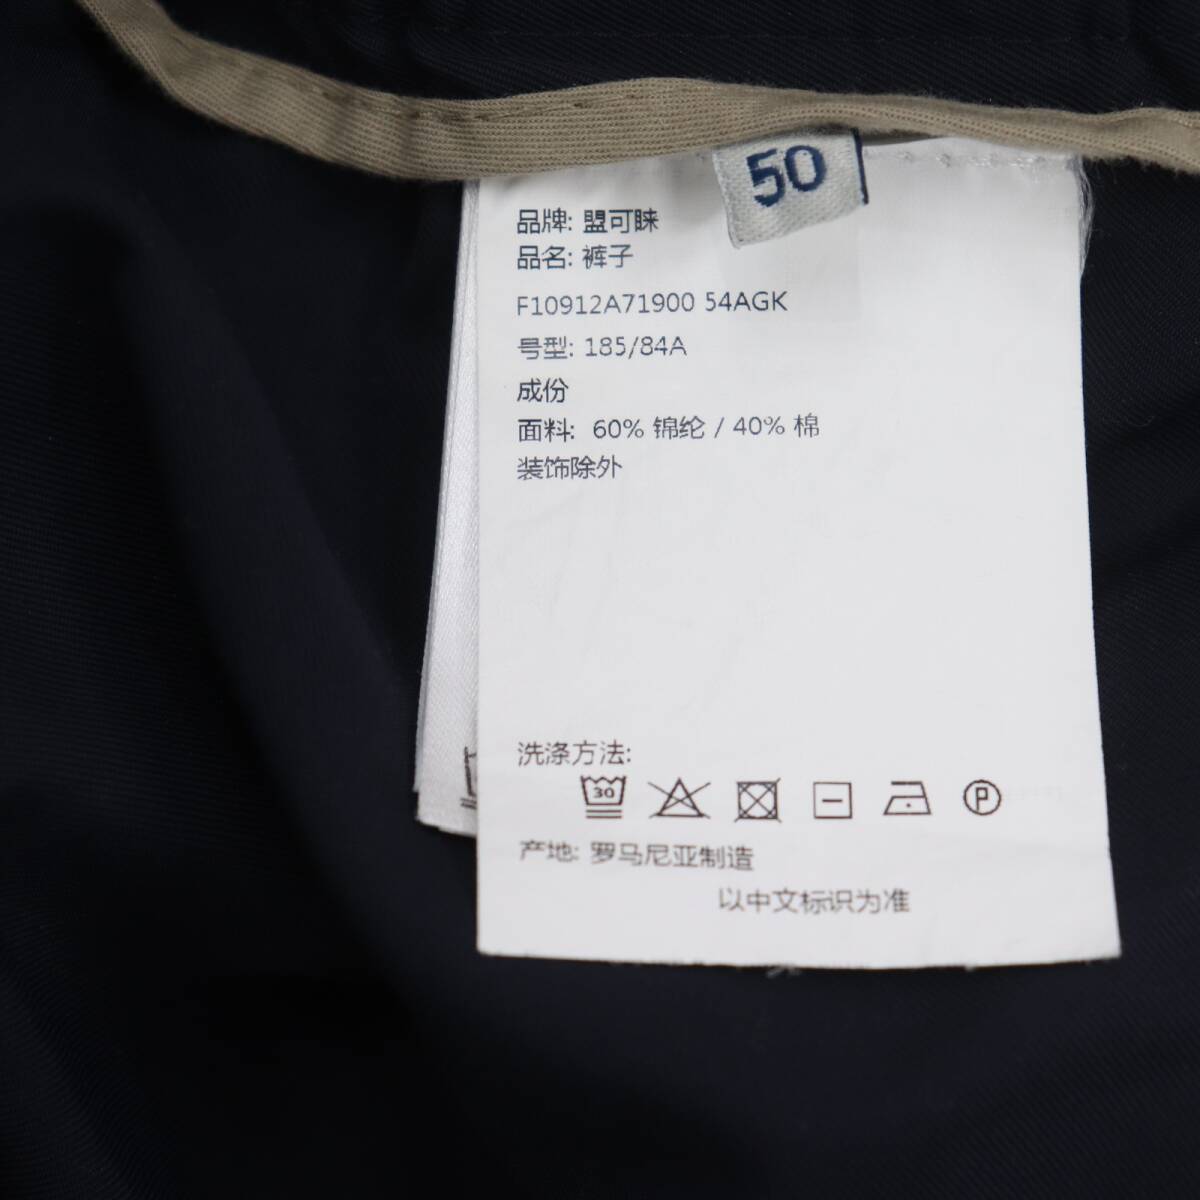 50
品牌: 盟可睐
品名: 裤子
F10912A71900 54AGK
号型: 185/84A
成份
面料: 60% 锦纶 / 40% 棉
装饰除外
洗涤方法:
30
P
产地: 罗马尼亚制造
以中文标识为准